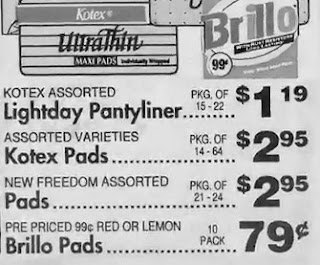 Kotex®
UltraThin
MAXI PADS Individually Wrapped
Brillo
99¢
KOTEX ASSORTED
Lightday Pantyliner PKG. OF 15 - 22 $1 19
ASSORTED VARIETIES
Kotex Pads PKG. OF 14 - 64 $2 95
NEW FREEDOM ASSORTED
Pads PKG. OF 21 - 24 $2 95
PRE PRICED 99¢ RED OR LEMON
Brillo Pads 10 PACK 79¢